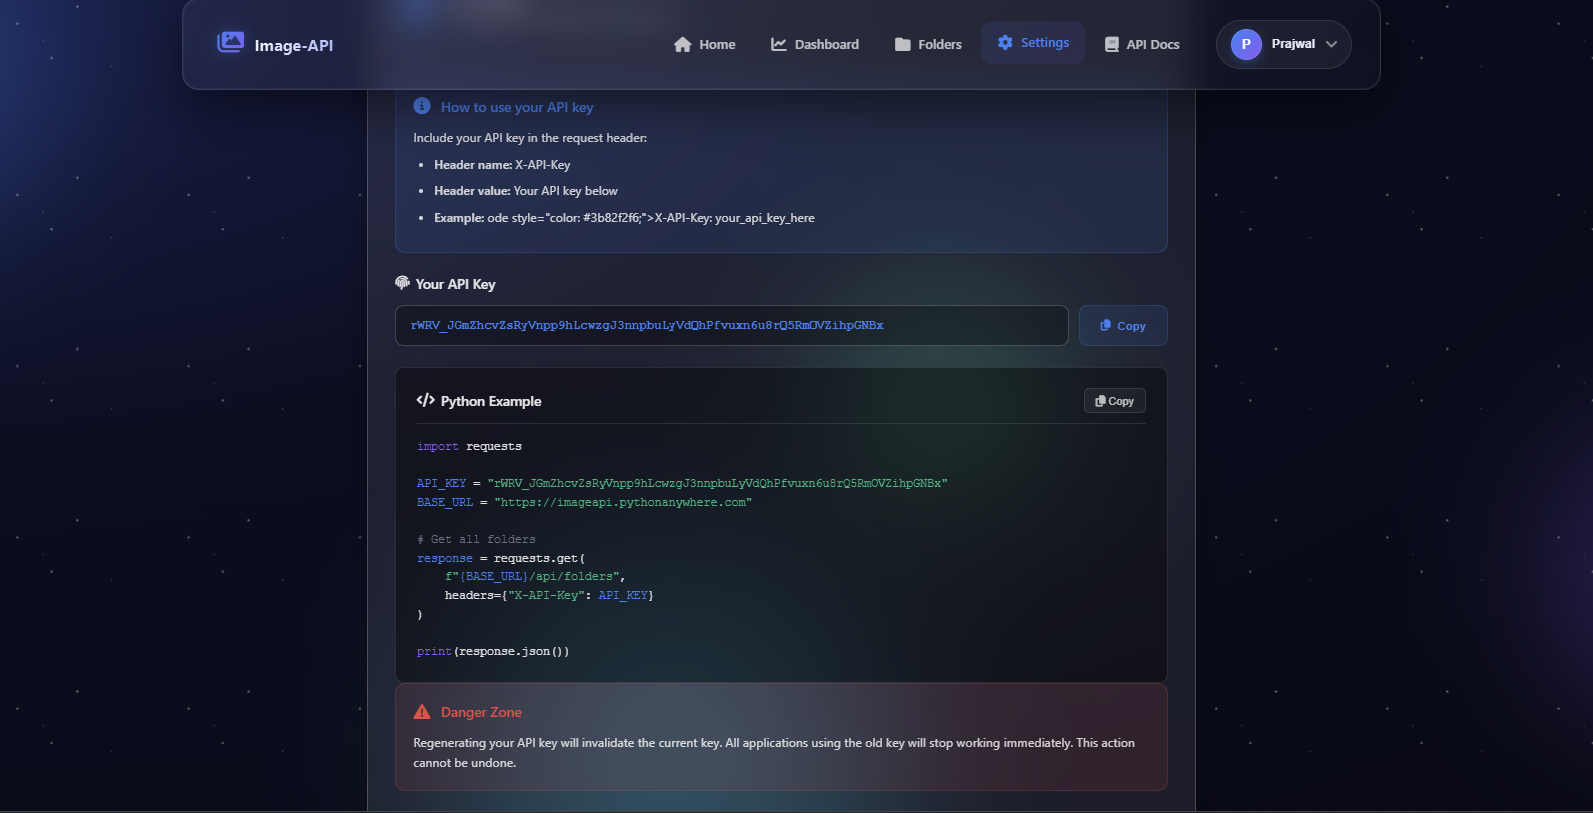 Image-API
Home
Dashboard
Folders
Settings
API Docs
P
Prajwal
How to use your API key
Include your API key in the request header:
• Header name: X-API-Key
• Header value: Your API key below
• Example: ode style="color: #3b82f2f6;">X-API-Key: your_api_key_here
Your API Key
rWRV_JGmZhcvZsRyVnpp9hLcwzgJ3nnpbuLyVdQhPfvuxn6u8rQ5RmOVZihpGNBx
Copy
</> Python Example
Copy
import requests
API_KEY = "rWRV_JGmZhcvZsRyVnpp9hLcwzgJ3nnpbuLyVdQhPfvuxn6u8rQ5RmOVZihpGNBx"
BASE_URL = "https://imageapi.pythonanywhere.com"
# Get all folders
response = requests.get(
    f"{BASE_URL}/api/folders",
    headers={"X-API-Key": API_KEY}
)
print(response.json())
Danger Zone
Regenerating your API key will invalidate the current key. All applications using the old key will stop working immediately. This action
cannot be undone.